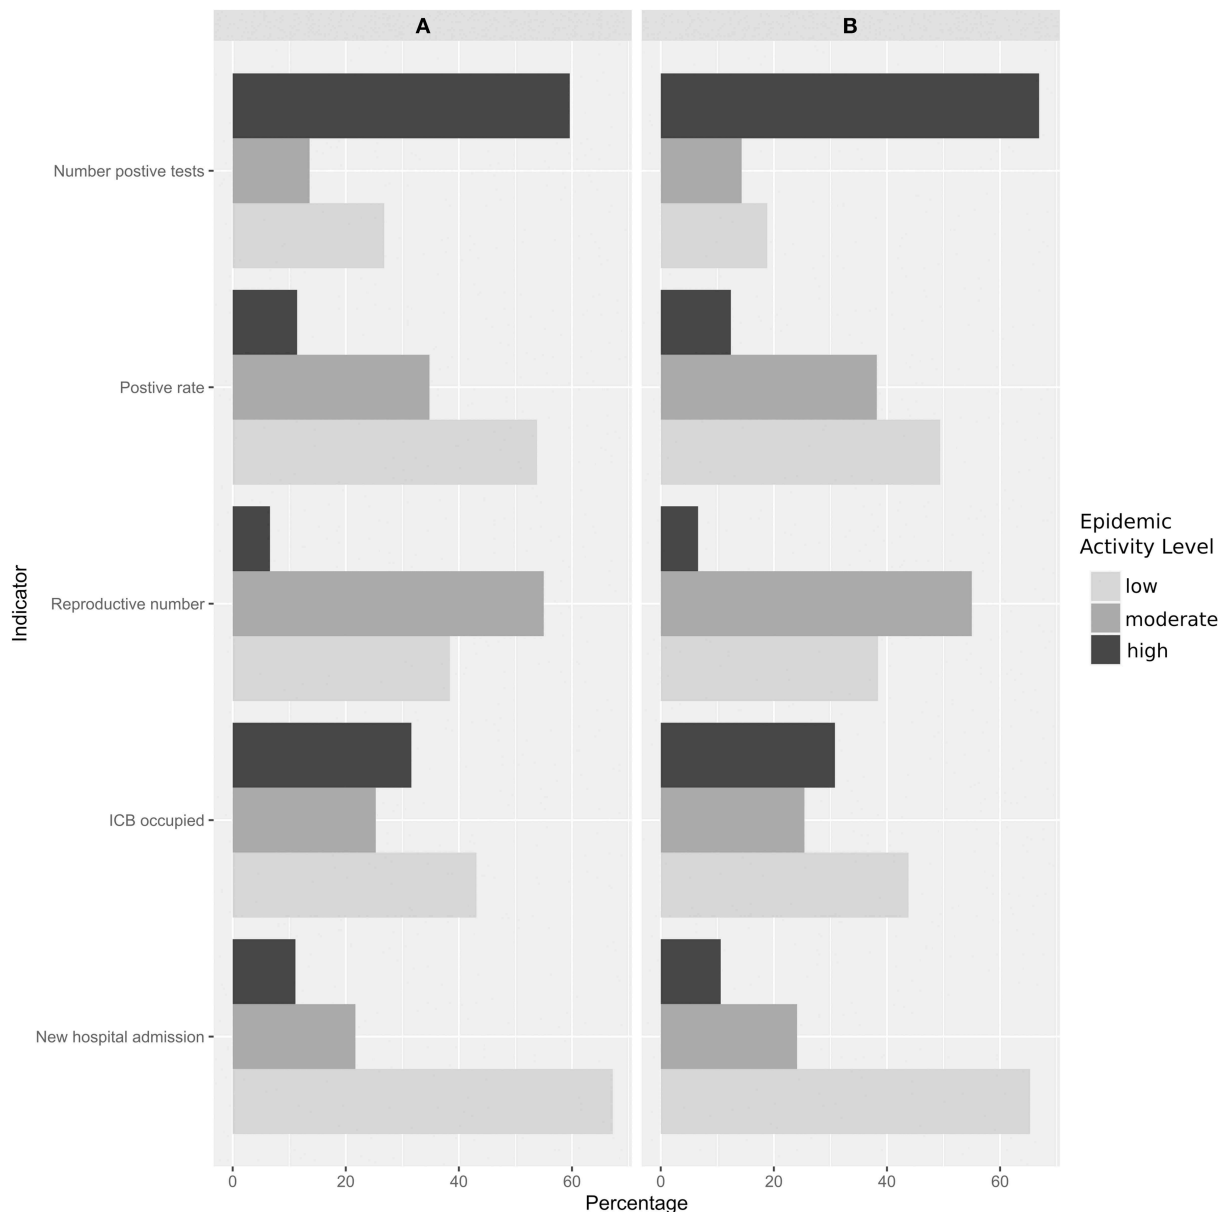 A
B
Number postive tests
Postive rate
Reproductive number
ICB occupied
New hospital admission
Indicator
0
20
40
60
0
20
40
60
Percentage
Epidemic
Activity Level
low
moderate
high